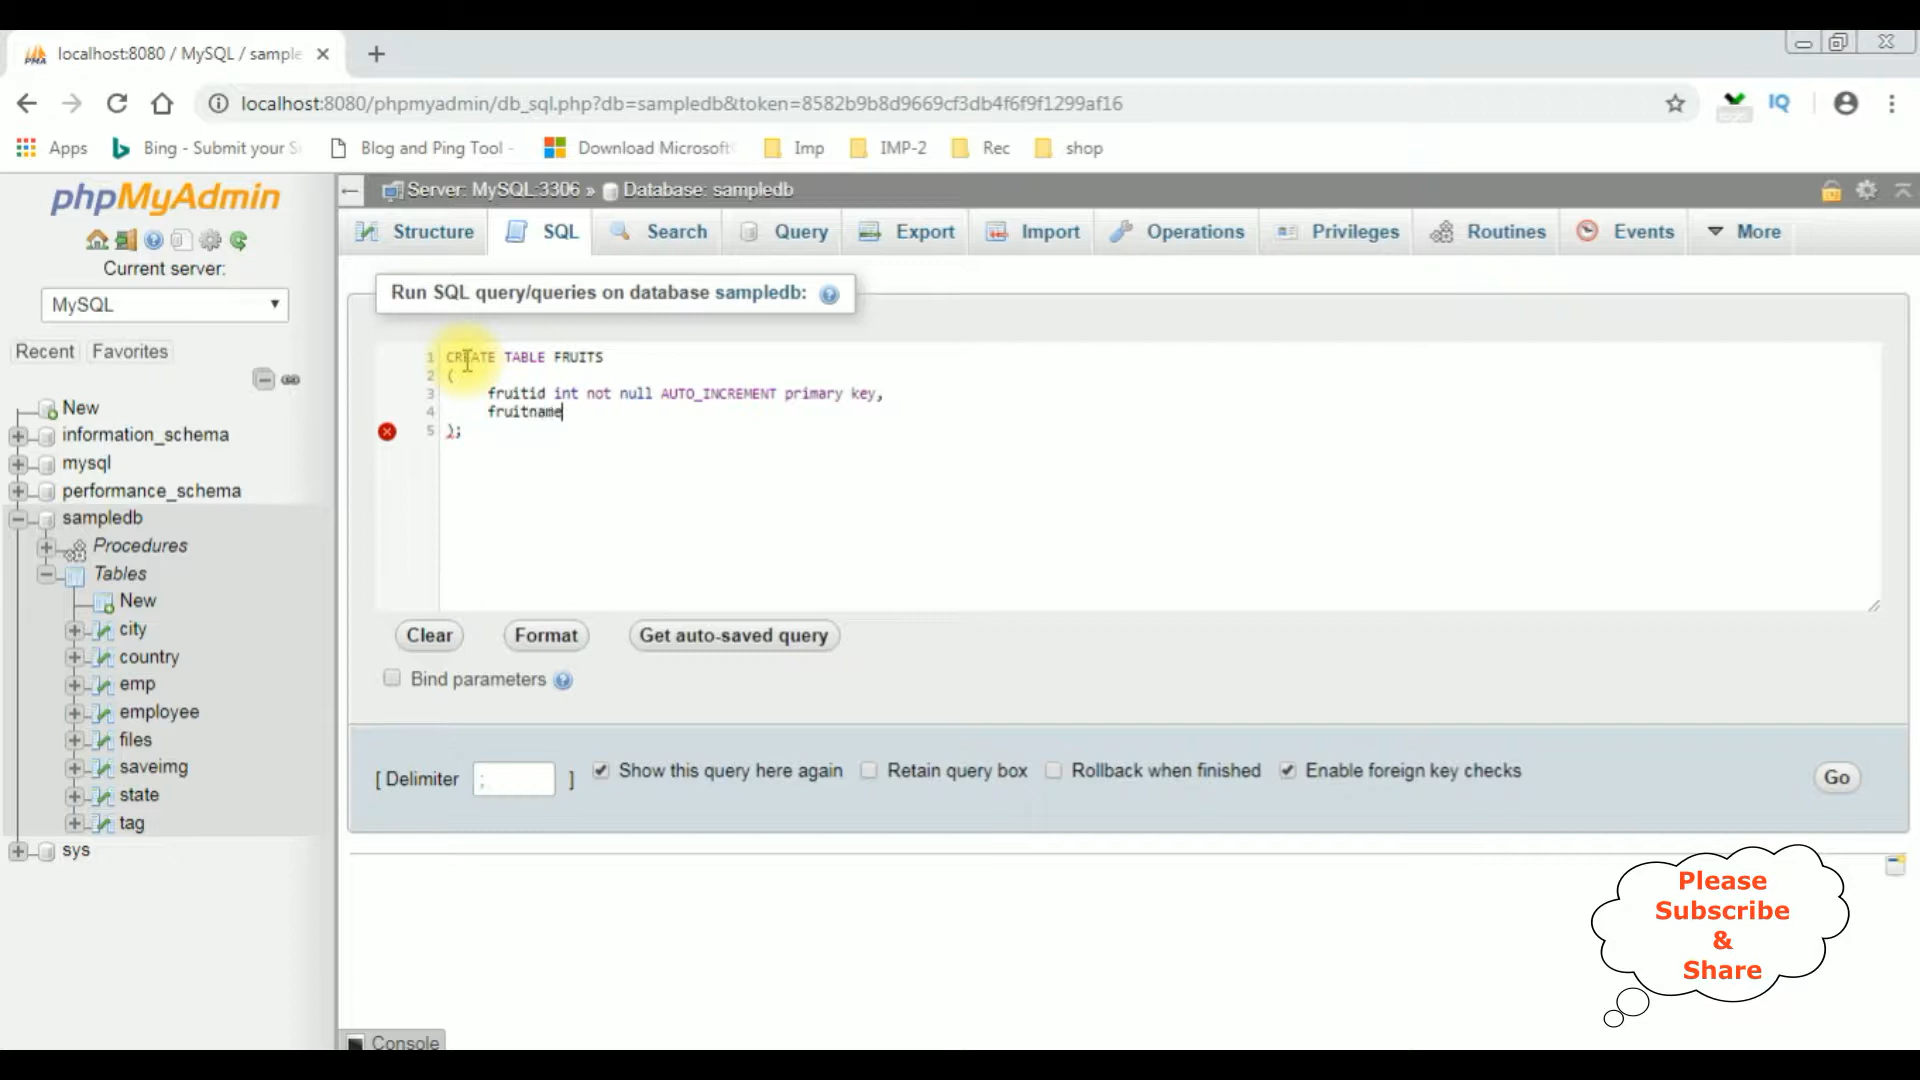 localhost:8080 / MySQL / sample
localhost:8080/phpmyadmin/db_sql.php?db=sampledb&token=8582b9b8d9669cf3db4f6f9f1299af16
IQ
Apps
Bing - Submit your S
Blog and Ping Tool -
Download Microsoft
Imp
IMP-2
Rec
shop
phpMyAdmin
Current server:
MySQL
Recent
Favorites
New
information_schema
mysql
performance_schema
sampledb
Procedures
Tables
New
city
country
emp
employee
files
saveimg
state
tag
sys
Server: MySQL:3306 » Database: sampledb
Structure
SQL
Search
Query
Export
Import
Operations
Privileges
Routines
Events
More
Run SQL query/queries on database sampledb:
1 CREATE TABLE FRUITS
2 (
3 fruitid int not null AUTO_INCREMENT primary key,
4 fruitname
5 );
Clear
Format
Get auto-saved query
Bind parameters
[ Delimiter ; ]
Show this query here again
Retain query box
Rollback when finished
Enable foreign key checks
Go
Please
Subscribe
&
Share
Console